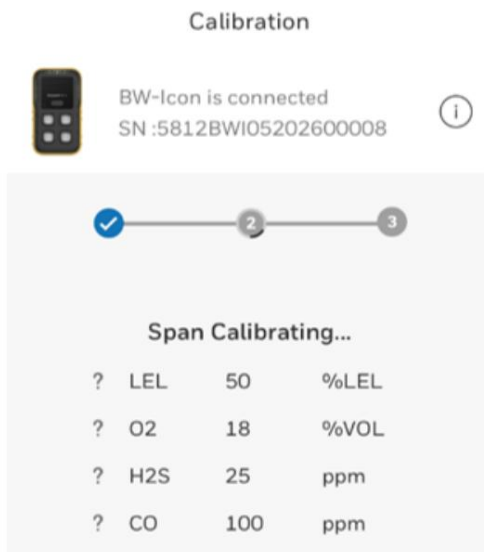 Calibration
BW-Icon is connected
SN :5812BWI05202600008
i
2
3
Span Calibrating...
? LEL 50 %LEL
? O2 18 %VOL
? H2S 25 ppm
? CO 100 ppm